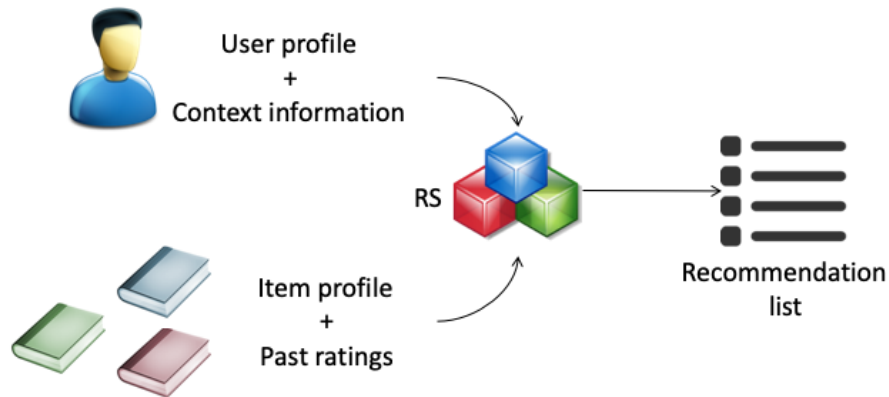 User profile
+
Context information
RS
Item profile
+
Past ratings
Recommendation
list